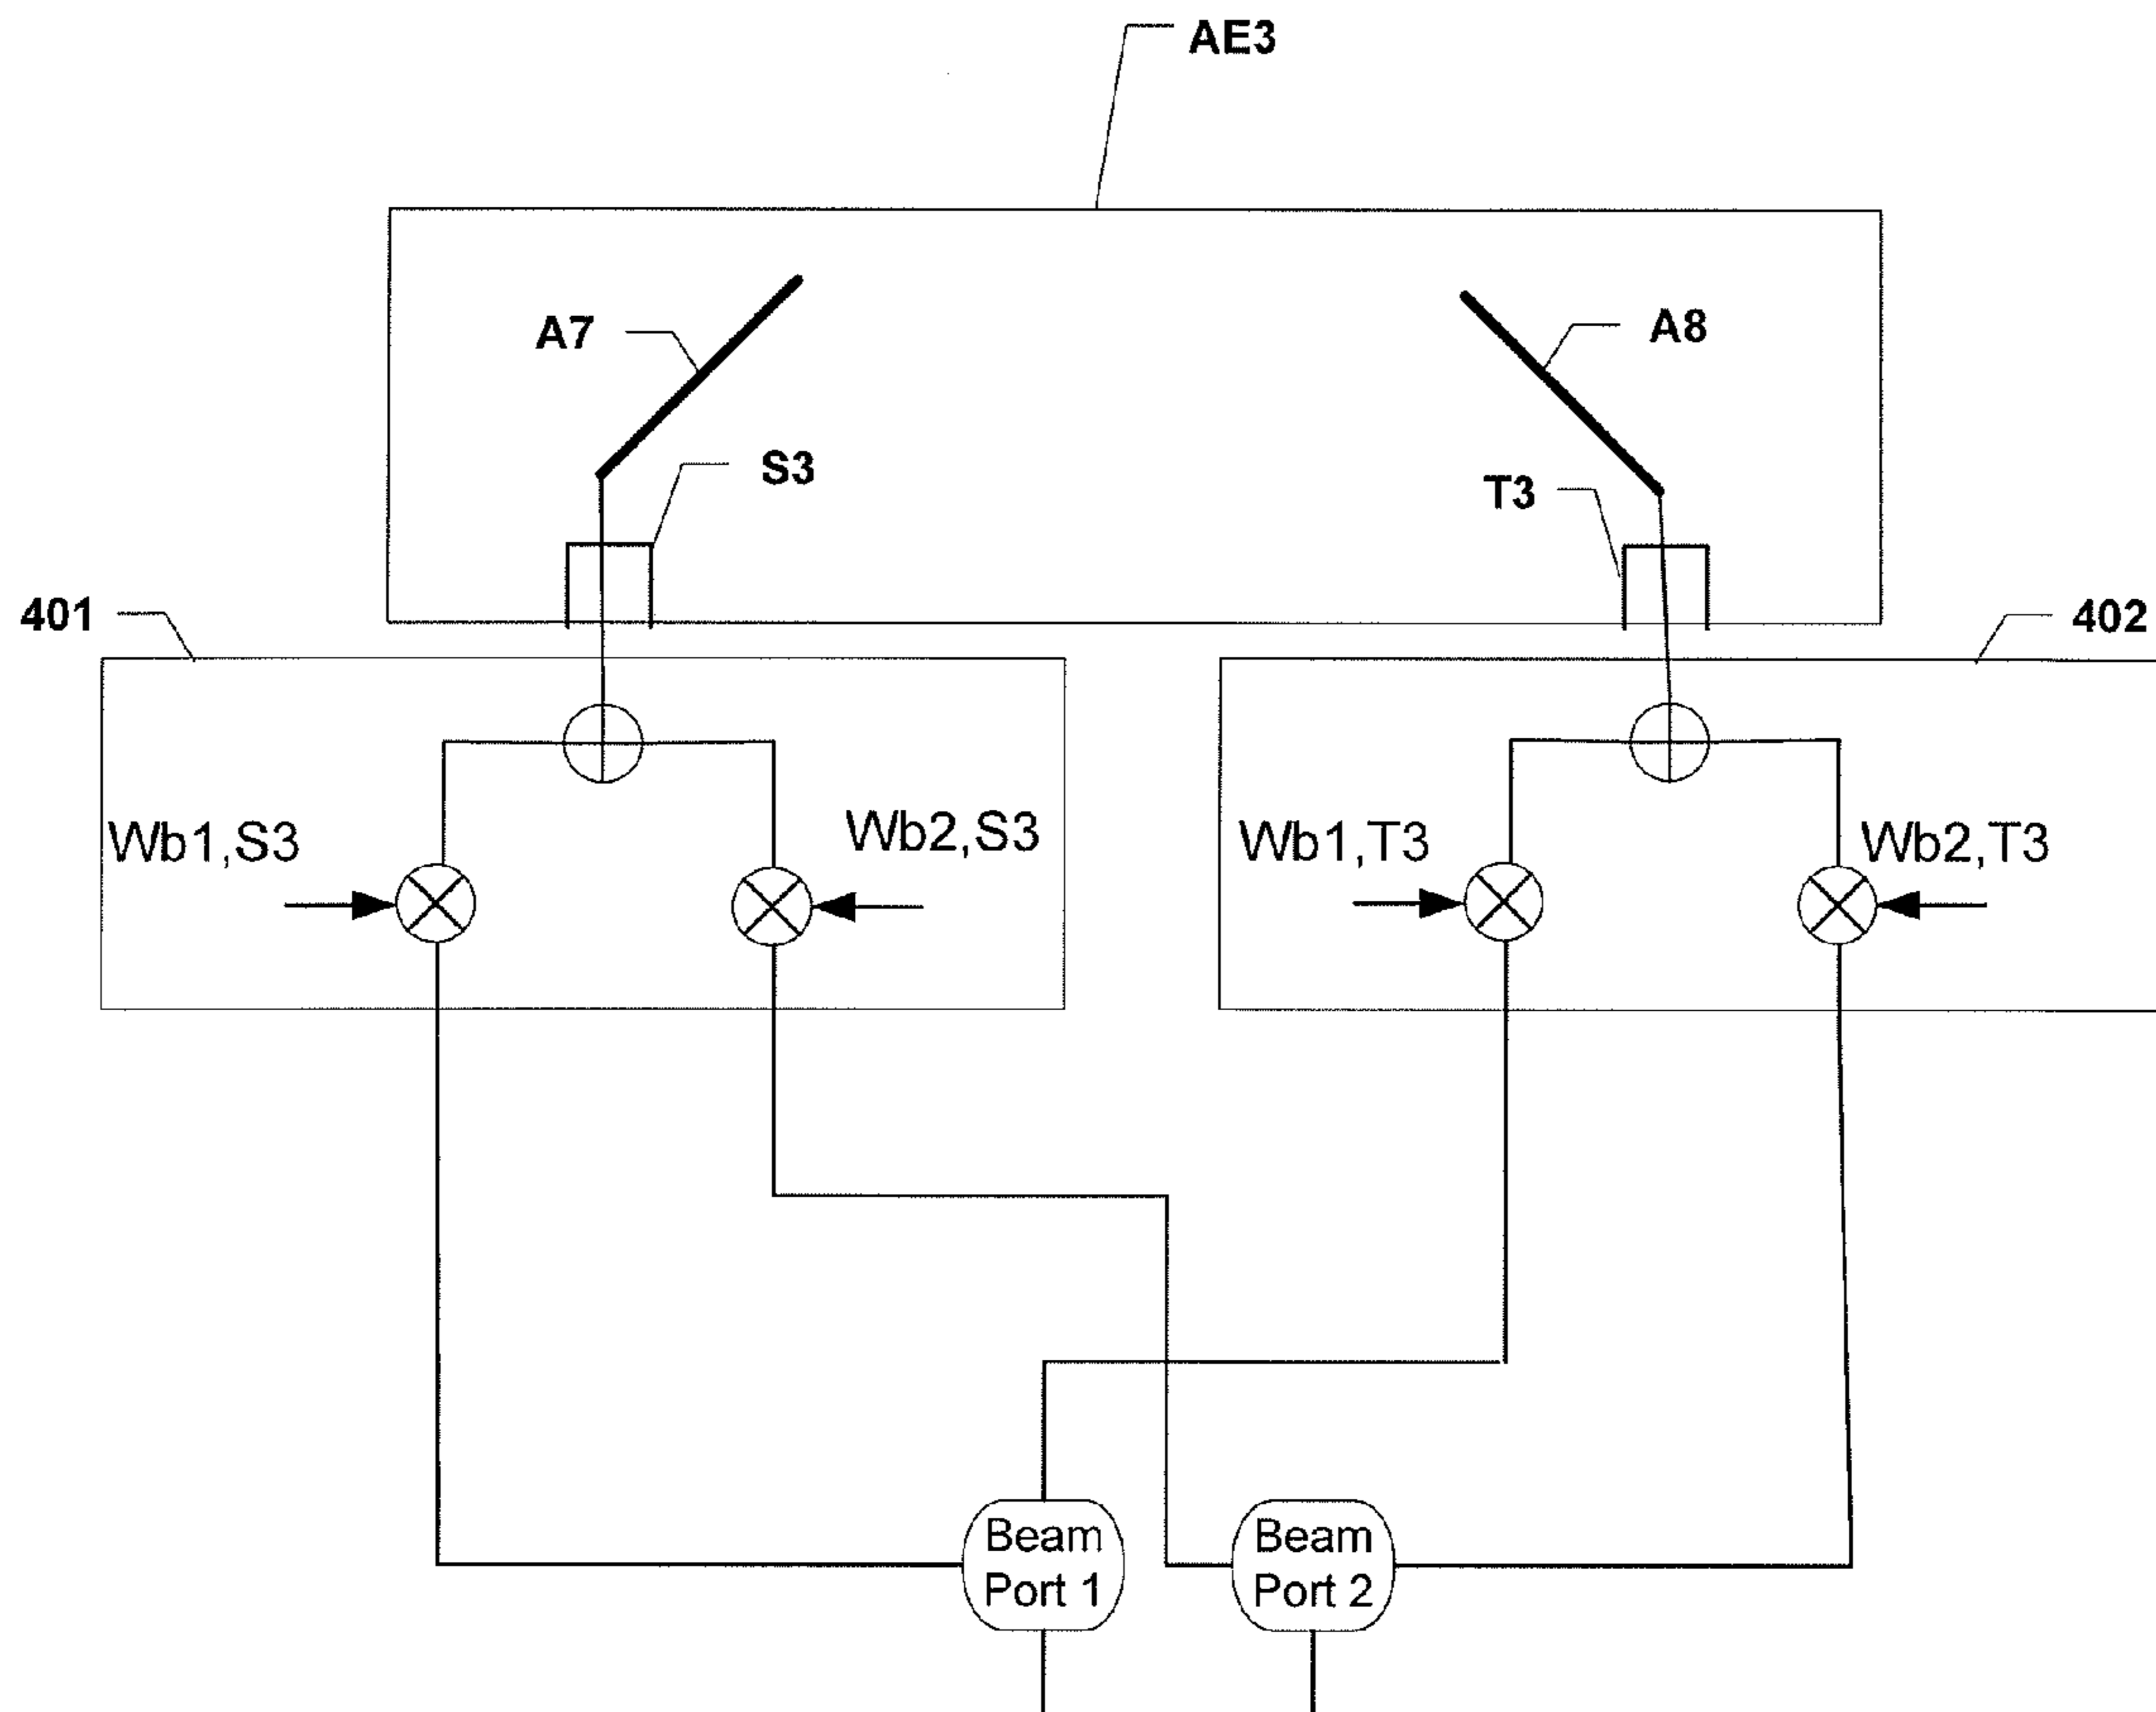 AE3
A7
A8
S3
T3
401
402
Wb1,S3
Wb2,S3
Wb1,T3
Wb2,T3
Beam
Port 1
Beam
Port 2